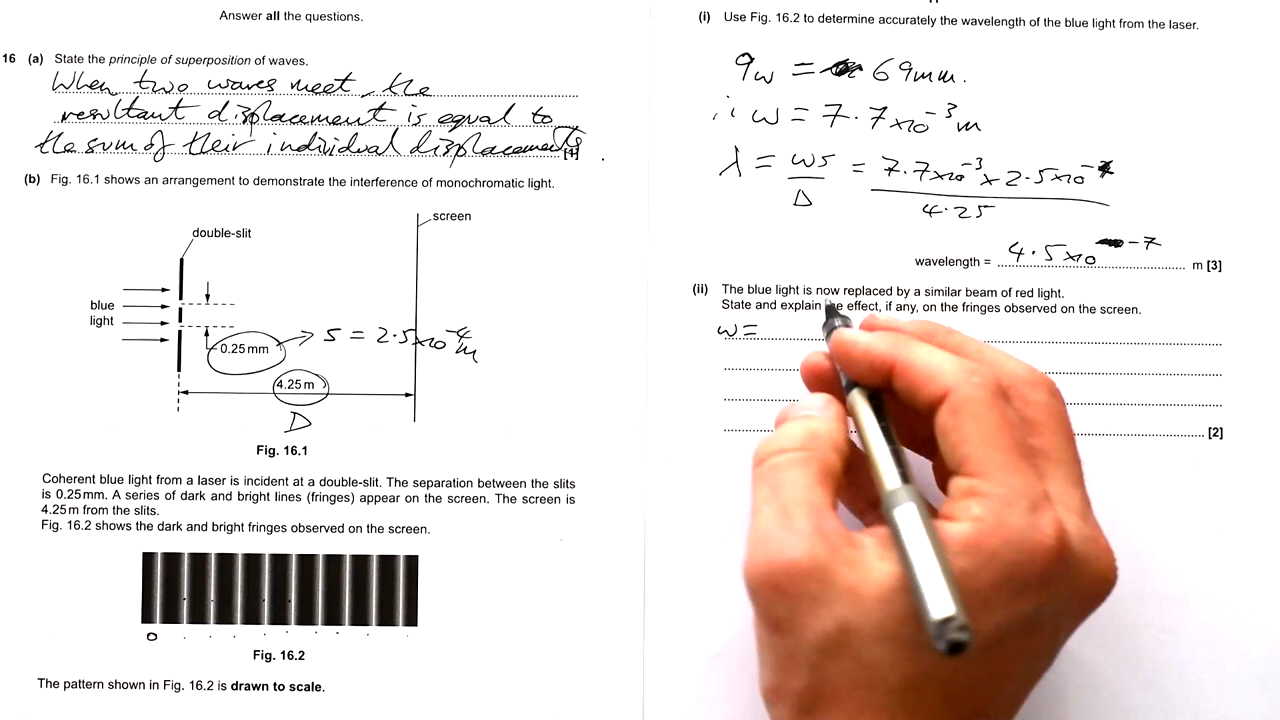 Answer all the questions.
16 (a) State the principle of superposition of waves.
When two waves meet, the
resultant displacement is equal to
the sum of their individual displacements
[1]
(b) Fig. 16.1 shows an arrangement to demonstrate the interference of monochromatic light.
screen
double-slit
blue
light
0.25 mm → S = 2.5×10⁻⁴ m
4.25 m
D
Fig. 16.1
Coherent blue light from a laser is incident at a double-slit. The separation between the slits
is 0.25 mm. A series of dark and bright lines (fringes) appear on the screen. The screen is
4.25 m from the slits.
Fig. 16.2 shows the dark and bright fringes observed on the screen.
0
Fig. 16.2
The pattern shown in Fig. 16.2 is drawn to scale.
(i) Use Fig. 16.2 to determine accurately the wavelength of the blue light from the laser.
9w = 69mm.
∴ w = 7.7×10⁻³ m
λ = ws/D = 7.7×10⁻³ × 2.5×10⁻⁴ / 4.25
wavelength = 4.5×10⁻⁷ m [3]
(ii) The blue light is now replaced by a similar beam of red light.
State and explain effect, if any, on the fringes observed on the screen.
w =
[2]